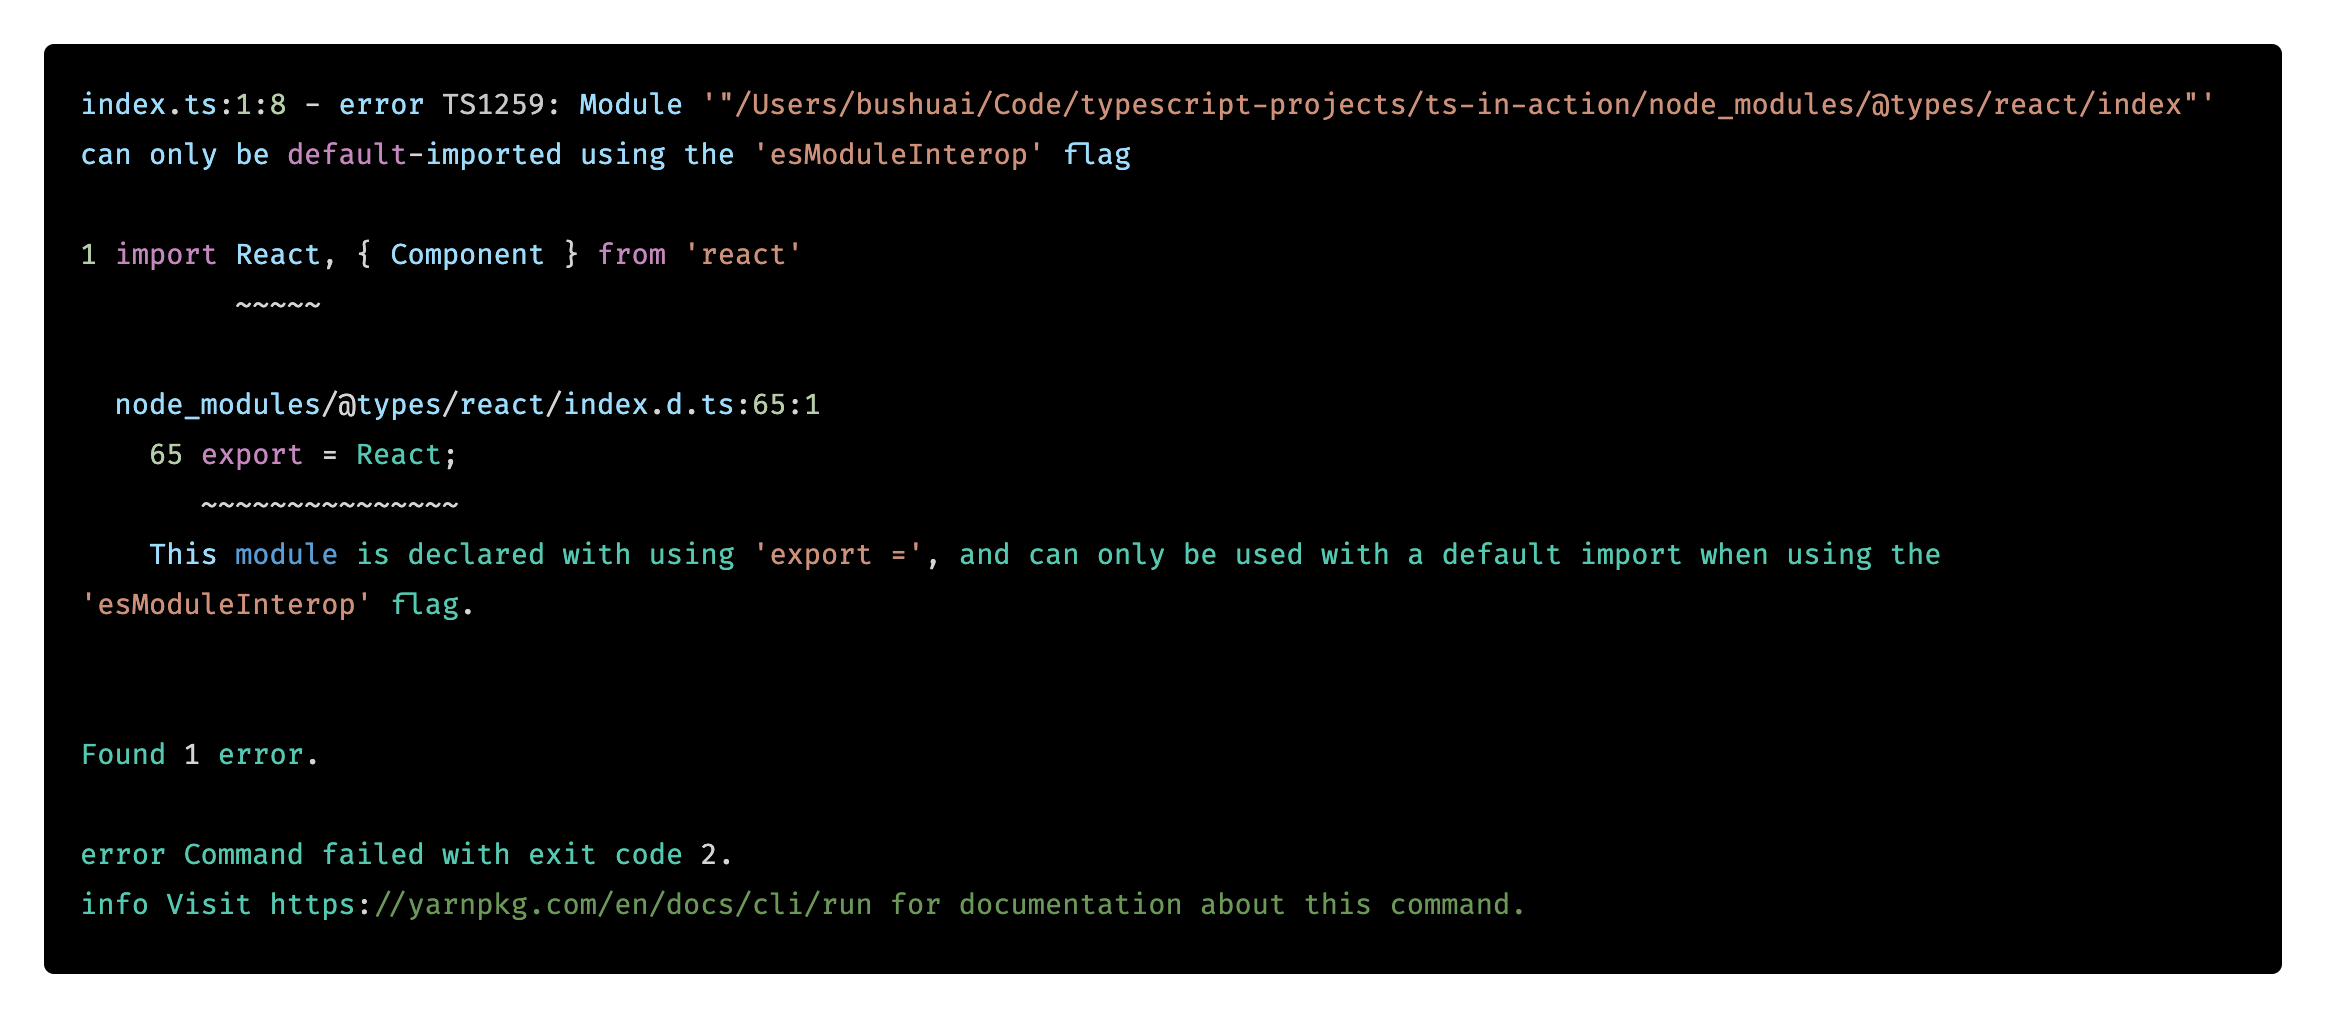 index.ts:1:8 - error TS1259: Module '"/Users/bushuai/Code/typescript-projects/ts-in-action/node_modules/@types/react/index"'
can only be default-imported using the 'esModuleInterop' flag
1 import React, { Component } from 'react'
~~~~~
node_modules/@types/react/index.d.ts:65:1
65 export = React;
~~~~~~~~~~~~~~~
This module is declared with using 'export =', and can only be used with a default import when using the
'esModuleInterop' flag.
Found 1 error.
error Command failed with exit code 2.
info Visit https://yarnpkg.com/en/docs/cli/run for documentation about this command.